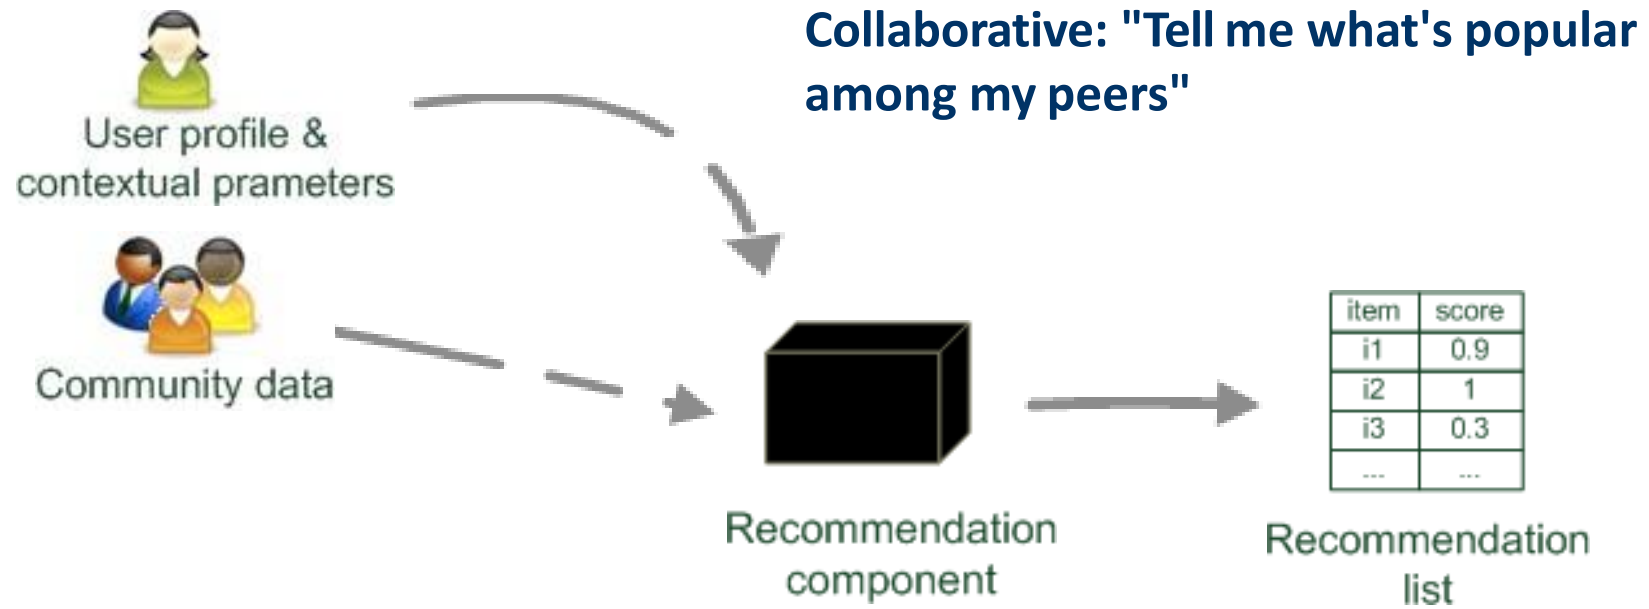 Collaborative: "Tell me what's popular
among my peers"
User profile &
contextual prameters
Community data
item score
i1 0.9
i2 1
i3 0.3
... ...
Recommendation
component
Recommendation
list